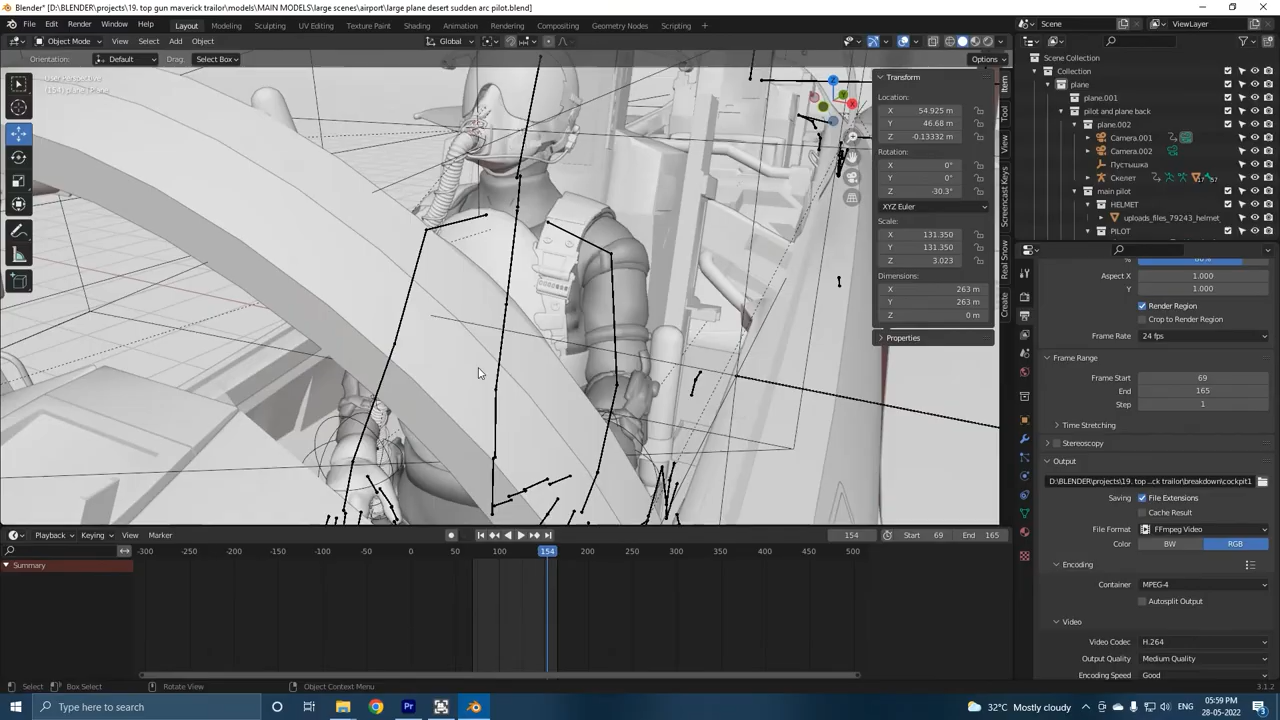 Blender* [D:\BLENDER\projects\19. top gun maverick trailor\models\MAIN MODELS\large scenes\airport\large plane desert sudden arc pilot.blend]
File Edit Render Window Help Layout Modeling Sculpting UV Editing Texture Paint Shading Animation Rendering Compositing Geometry Nodes Scripting + Scene ViewLayer
Object Mode View Select Add Object Global
Orientation: Default Drag: Select Box Options
User Perspective
(154) plane | Plane
Transform
Location:
X 54.925 m
Y 46.68 m
Z -0.13332 m
Rotation:
X 0°
Y 0°
Z -30.3°
XYZ Euler
Scale:
X 131.350
Y 131.350
Z 3.023
Dimensions:
X 263 m
Y 263 m
Z 0 m
Properties
Item
Tool
View
Screencast Keys
Real Snow
Create
Scene Collection
Collection
plane
plane.001
pilot and plane back
plane.002
Camera.001
Camera.002
Пустышка
Скелет
main pilot
HELMET
uploads_files_79243_helmet
PILOT
% 80%
Aspect X 1.000
Y 1.000
Render Region
Crop to Render Region
Frame Rate 24 fps
Frame Range
Frame Start 69
End 165
Step 1
Time Stretching
Stereoscopy
Output
D:\BLENDER\projects\19. top ...ck trailor\breakdown\cockpit1
Saving File Extensions
Cache Result
File Format FFmpeg Video
Color BW RGB
Encoding
Container MPEG-4
Autosplit Output
Video
Video Codec H.264
Output Quality Medium Quality
Encoding Speed Good
Playback Keying View Marker 154 Start 69 End 165
-300 -250 -200 -150 -100 -50 0 50 100 154 200 250 300 350 400 450 500
Summary
Select Box Select Rotate View Object Context Menu 3.1.2
Type here to search Pr 32°C Mostly cloudy ENG 05:59 PM 28-05-2022 3